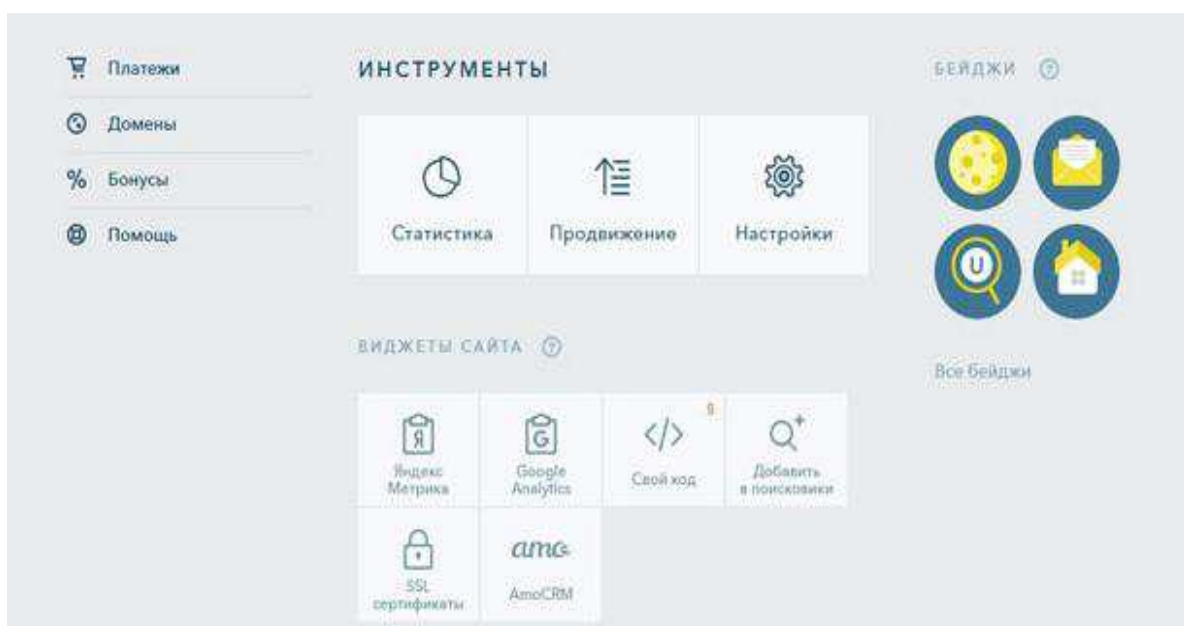 Платежи
Домены
Бонусы
Помощь
ИНСТРУМЕНТЫ
Статистика
Продвижение
Настройки
ВИДЖЕТЫ САЙТА ?
Я
Яндекс
Метрика
G
Google
Analytics
</>
Свой код
9
Добавить
в поисковики
SSL
сертификаты
amo
AmoCRM
БЕЙДЖИ ?
U
Все бейджи